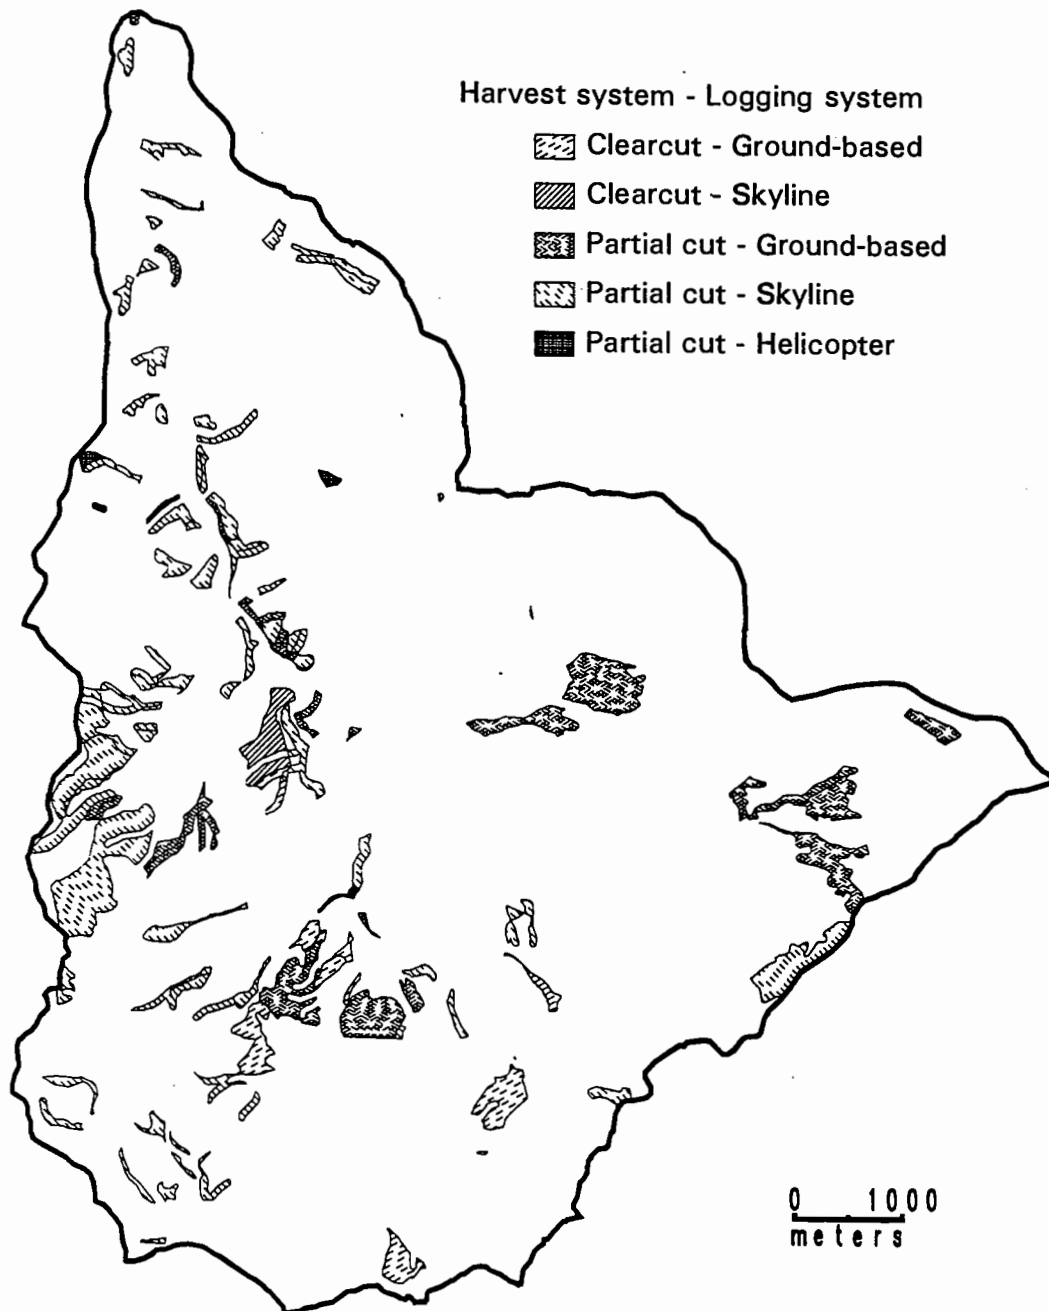 Harvest system - Logging system
Clearcut - Ground-based
Clearcut - Skyline
Partial cut - Ground-based
Partial cut - Skyline
Partial cut - Helicopter
0 1000
meters